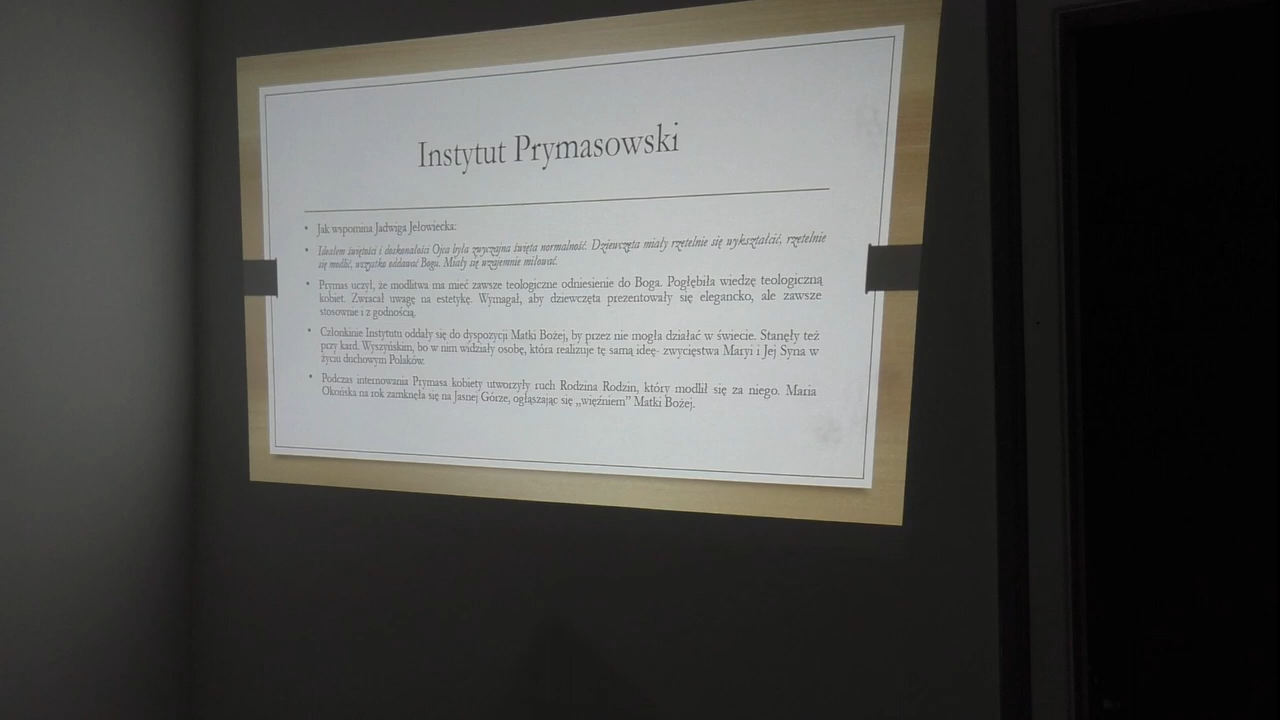 Instytut Prymasowski
• Jak wspomina Jadwiga Jełowiecka:
• Ideałem świętości i doskonałości Ojca była zwyczajna święta normalność. Dziewczęta miały rzetelnie się wykształcić, rzetelnie
się modlić, wszystko oddawać Bogu. Miały się wzajemnie miłować.
• Prymas uczył, że modlitwa ma mieć zawsze teologiczne odniesienie do Boga. Pogłębiła wiedzę teologiczną
kobiet. Zwracał uwagę na estetykę. Wymagał, aby dziewczęta prezentowały się elegancko, ale zawsze
stosownie i z godnością.
• Członkinie Instytutu oddały się do dyspozycji Matki Bożej, by przez nie mogła działać w świecie. Stanęły też
przy kard. Wyszyńskim, bo w nim widziały osobę, która realizuje tę samą ideę- zwycięstwa Maryi i Jej Syna w
życiu duchowym Polaków.
• Podczas internowania Prymasa kobiety utworzyły ruch Rodzina Rodzin, który modlił się za niego. Maria
Okońska na rok zamknęła się na Jasnej Górze, ogłaszając się „więźniem” Matki Bożej.